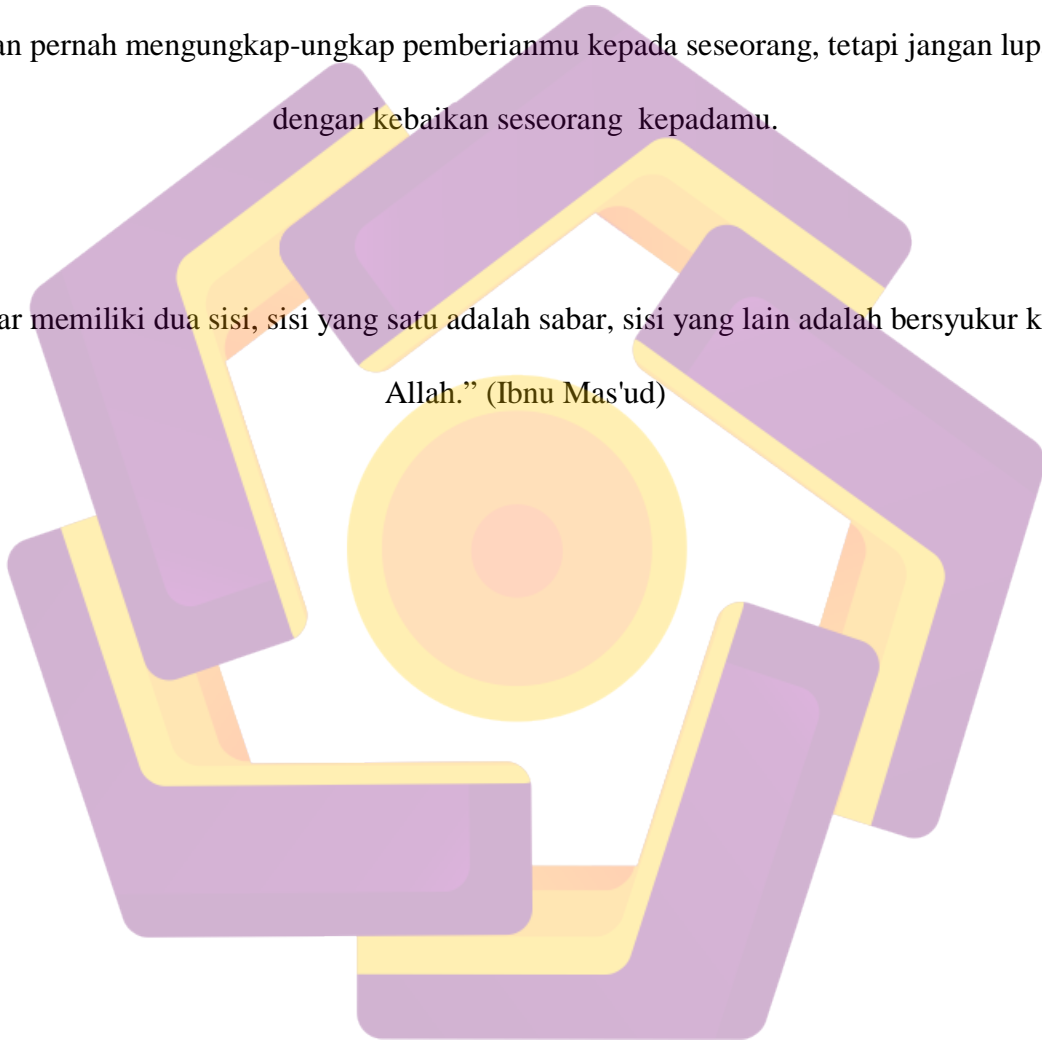 an pernah mengungkap-ungkap pemberianmu kepada seseorang, tetapi jangan lup
dengan kebaikan seseorang kepadamu.
ar memiliki dua sisi, sisi yang satu adalah sabar, sisi yang lain adalah bersyukur k
Allah.” (Ibnu Mas'ud)